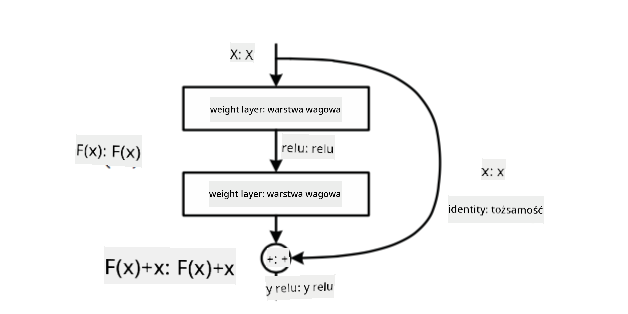 X: X
weight layer: warstwa wagowa
relu: relu
F(x): F(x)
x: x
weight layer: warstwa wagowa
identity: tożsamość
+: +
F(x)+x: F(x)+x
y relu: y relu